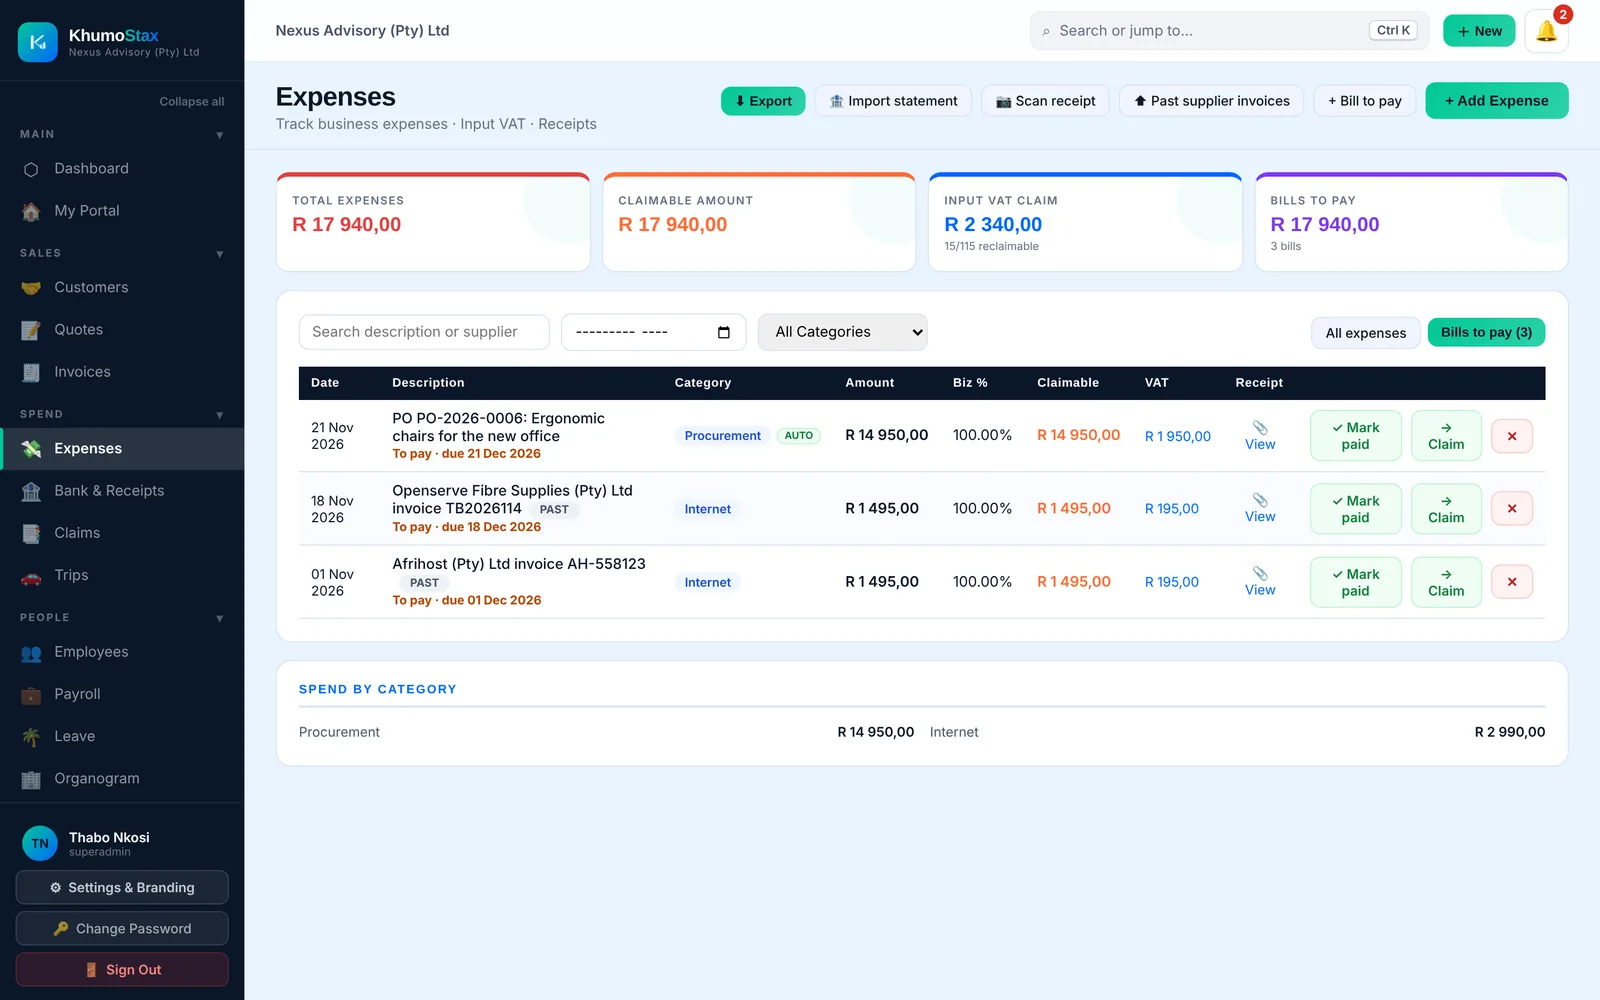 KhumoStax
Nexus Advisory (Pty) Ltd
Collapse all
MAIN
Dashboard
My Portal
SALES
Customers
Quotes
Invoices
SPEND
Expenses
Bank & Receipts
Claims
Trips
PEOPLE
Employees
Payroll
Leave
Organogram
TN
Thabo Nkosi
superadmin
Settings & Branding
Change Password
Sign Out
Nexus Advisory (Pty) Ltd
Search or jump to...
Ctrl K
+ New
2
Expenses
Track business expenses · Input VAT · Receipts
Export
Import statement
Scan receipt
Past supplier invoices
+ Bill to pay
+ Add Expense
TOTAL EXPENSES
R 17 940,00
CLAIMABLE AMOUNT
R 17 940,00
INPUT VAT CLAIM
R 2 340,00
15/115 reclaimable
BILLS TO PAY
R 17 940,00
3 bills
Search description or supplier
--------- ----
All Categories
All expenses
Bills to pay (3)
Date Description Category Amount Biz % Claimable VAT Receipt
21 Nov
2026
PO PO-2026-0006: Ergonomic
chairs for the new office
To pay · due 21 Dec 2026
Procurement AUTO
R 14 950,00
100.00%
R 14 950,00
R 1 950,00
View
✓ Mark
paid
→
Claim
✕
18 Nov
2026
Openserve Fibre Supplies (Pty) Ltd
invoice TB2026114 PAST
To pay · due 18 Dec 2026
Internet
R 1 495,00
100.00%
R 1 495,00
R 195,00
View
✓ Mark
paid
→
Claim
✕
01 Nov
2026
Afrihost (Pty) Ltd invoice AH-558123
PAST
To pay · due 01 Dec 2026
Internet
R 1 495,00
100.00%
R 1 495,00
R 195,00
View
✓ Mark
paid
→
Claim
✕
SPEND BY CATEGORY
Procurement R 14 950,00 Internet R 2 990,00